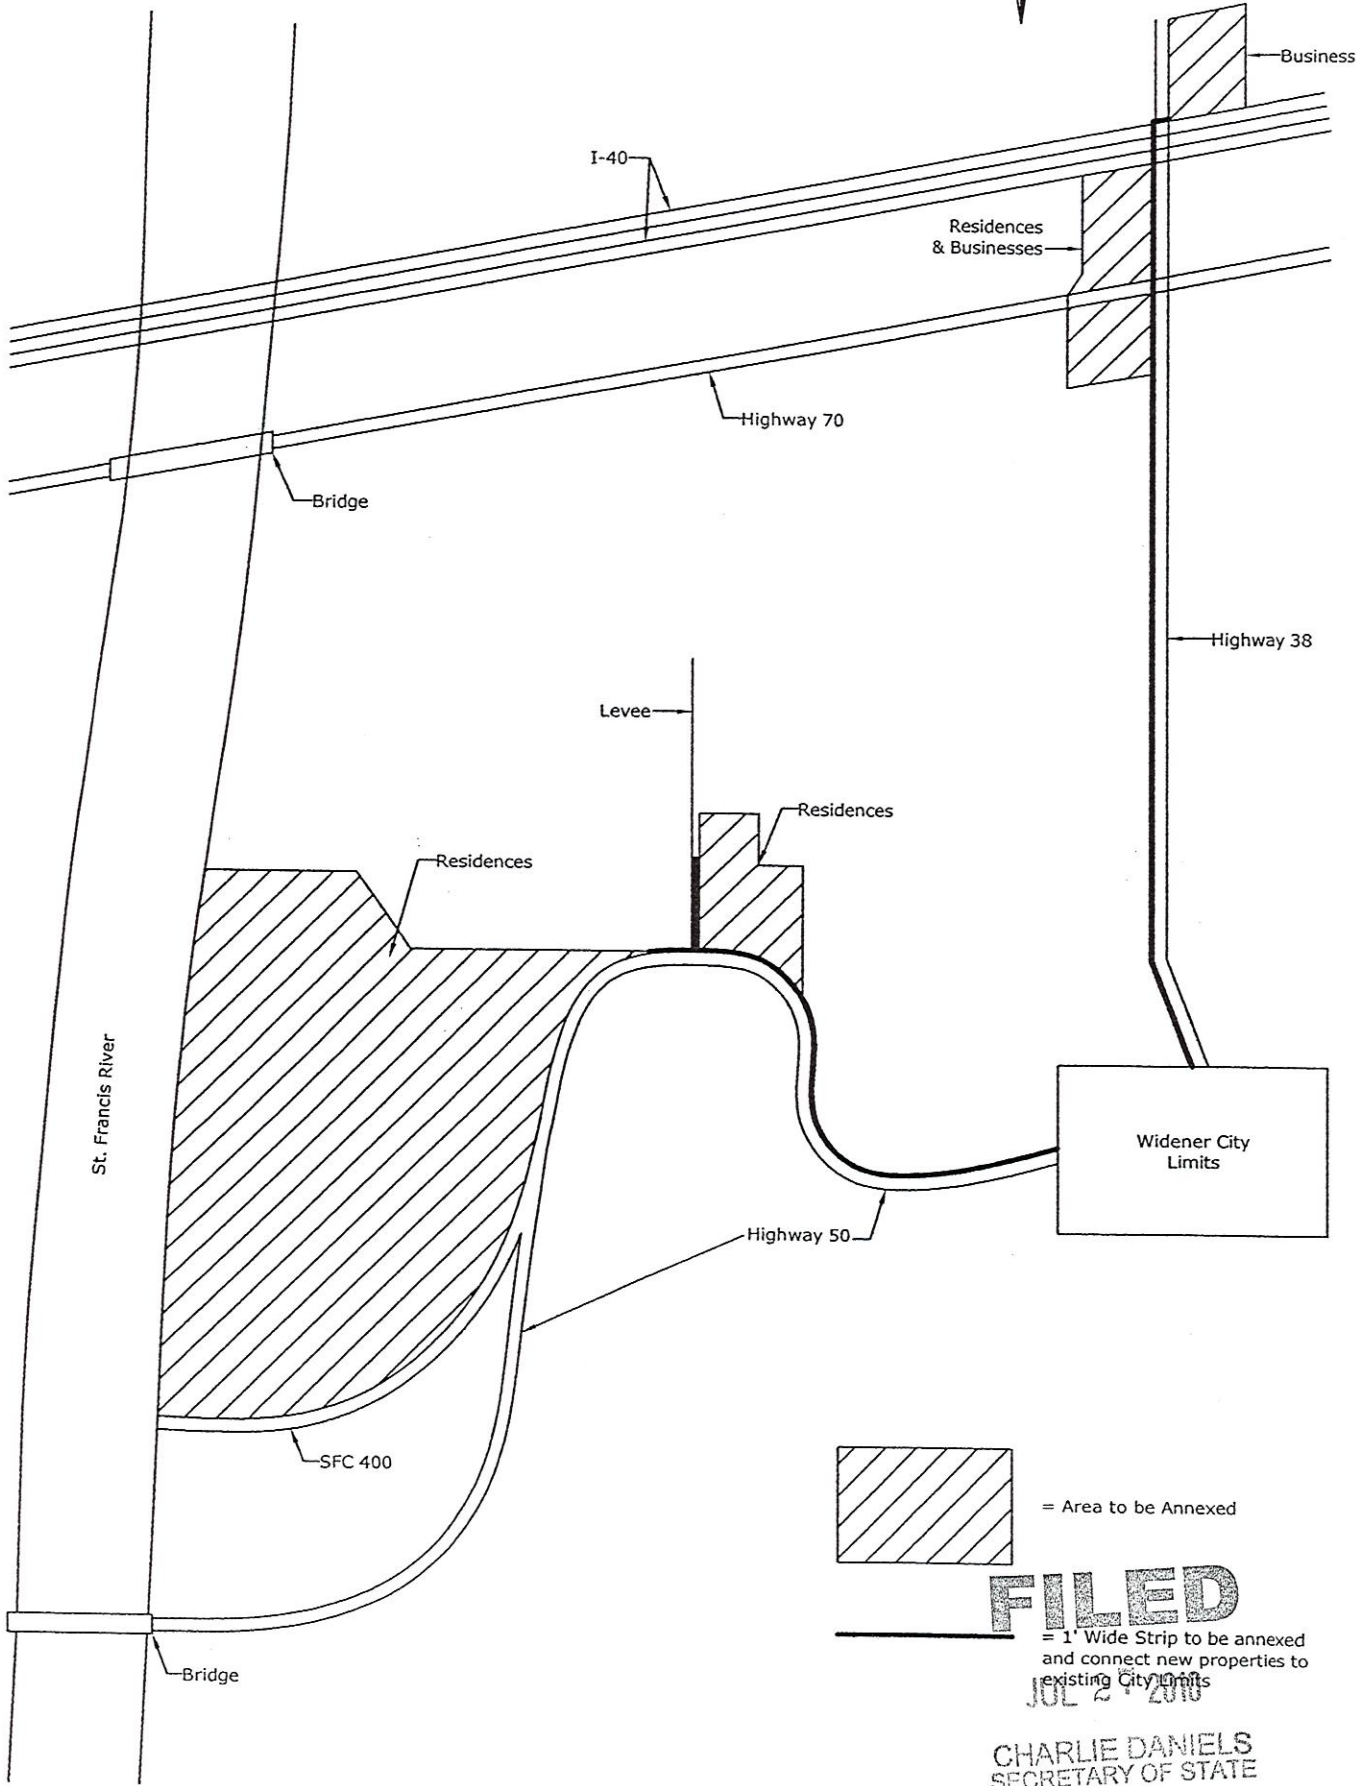 Business
I-40
Residences
& Businesses
Highway 70
Bridge
Highway 38
Levee
Residences
Residences
St. Francis River
Widener City
Limits
Highway 50
SFC 400
= Area to be Annexed
FILED
= 1' Wide Strip to be annexed
and connect new properties to
existing City Limits
JUL 2 2010
Bridge
CHARLIE DANIELS
SECRETARY OF STATE